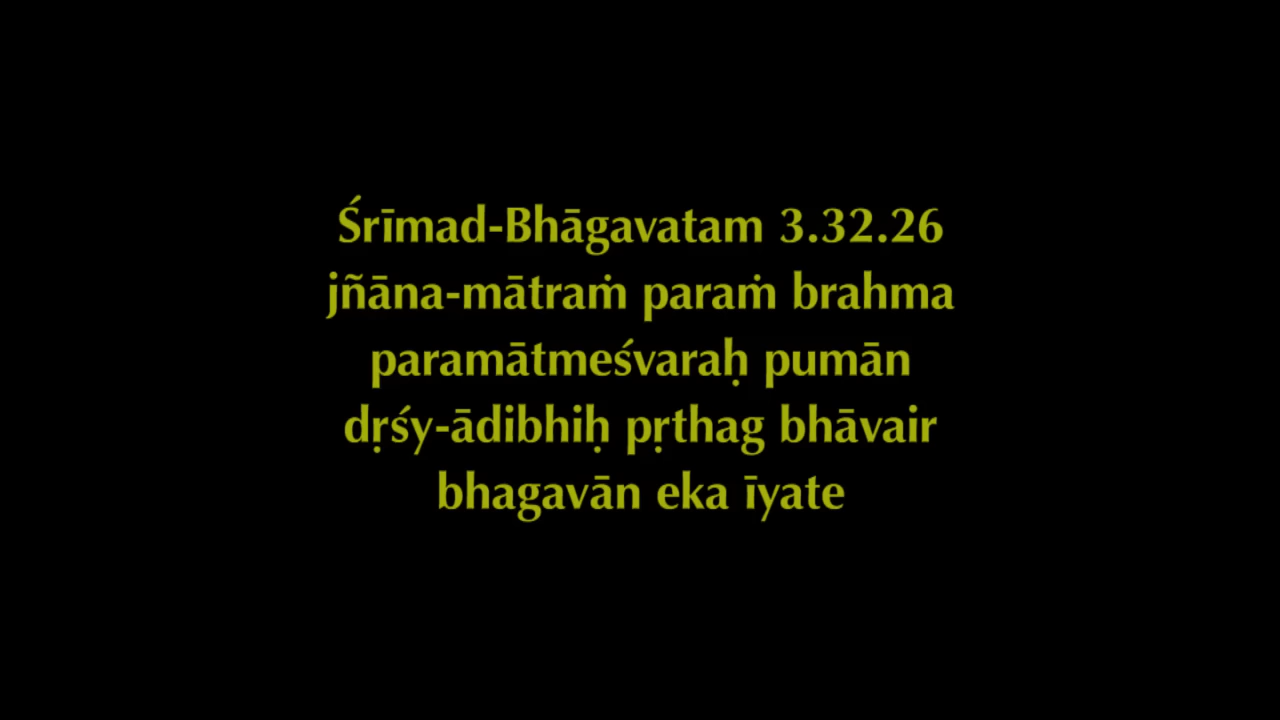 Śrīmad-Bhāgavatam 3.32.26
jñāna-mātraṁ paraṁ brahma
paramātmeśvaraḥ pumān
dṛśy-ādibhiḥ pṛthag bhāvair
bhagavān eka īyate